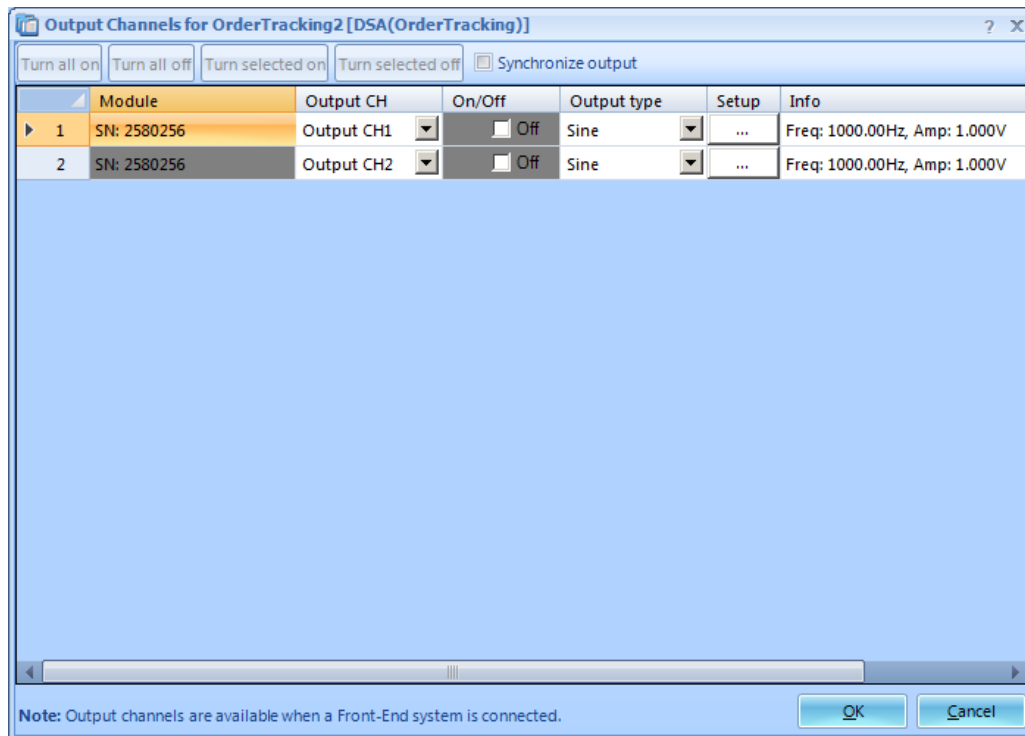 Output Channels for OrderTracking2 [DSA(OrderTracking)] ? X
Turn all on Turn all off Turn selected on Turn selected off Synchronize output
Module Output CH On/Off Output type Setup Info
1 SN: 2580256 Output CH1 Off Sine ... Freq: 1000.00Hz, Amp: 1.000V
2 SN: 2580256 Output CH2 Off Sine ... Freq: 1000.00Hz, Amp: 1.000V
Note: Output channels are available when a Front-End system is connected. OK Cancel